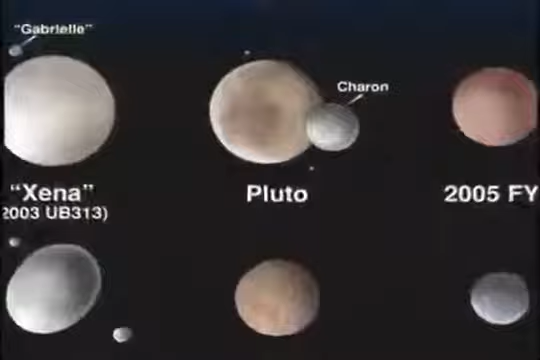 "Gabrielle"
Charon
"Xena"
Pluto
2005 FY
2003 UB313)